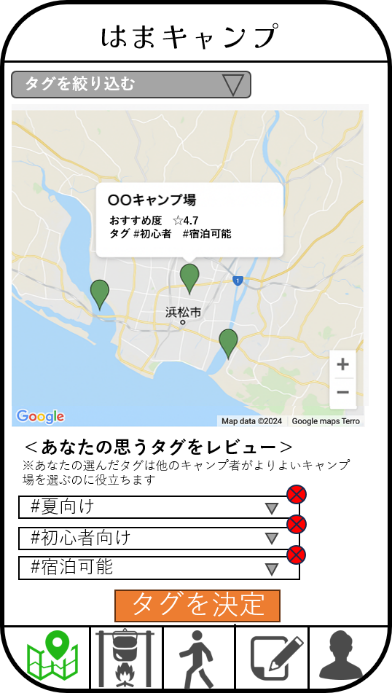 はまキャンプ
タグを絞り込む
〇〇キャンプ場
おすすめ度 ☆4.7
タグ #初心者 #宿泊可能
1
浜松市
+
−
Google
Map data ©2024 Google maps Terro
＜あなたの思うタグをレビュー＞
※あなたの選んだタグは他のキャンプ者がよりよいキャンプ
場を選ぶのに役立ちます
#夏向け
#初心者向け
#宿泊可能
タグを決定